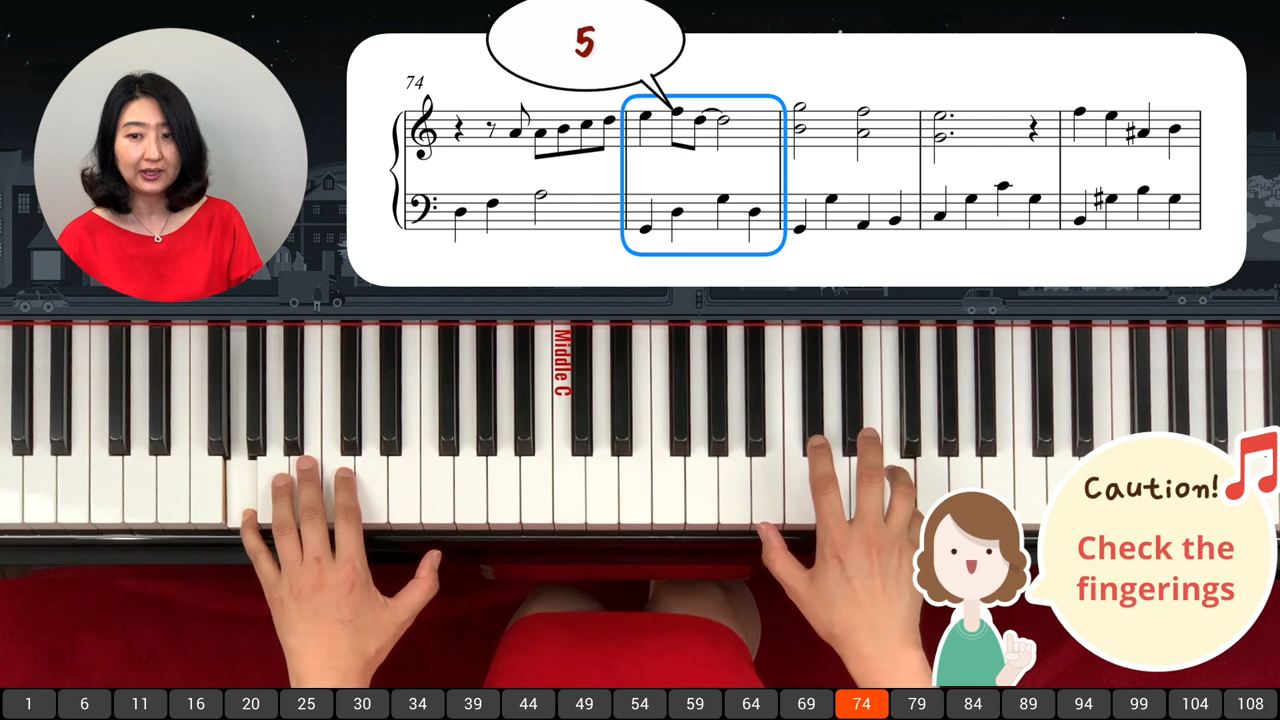 5
74
Middle C
Caution!
Check the
fingerings
1 6 11 16 20 25 30 34 39 44 49 54 59 64 69 74 79 84 89 94 99 104 108